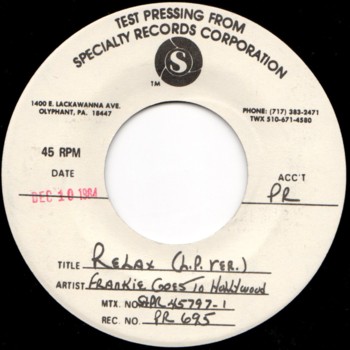 TEST PRESSING FROM
SPECIALTY RECORDS CORPORATION
S
TM
1400 E. LACKAWANNA AVE.
OLYPHANT, PA. 18447
PHONE: (717) 383-2471
TWX 510-671-4580
45 RPM
DATE
DEC 10 1984
ACC'T
PR
TITLE RELAX (L.P. VER.)
ARTIST FRANKIE GOES TO HOLLYWOOD
MTX. NO. SPR 45797-1
REC. NO. PR 695